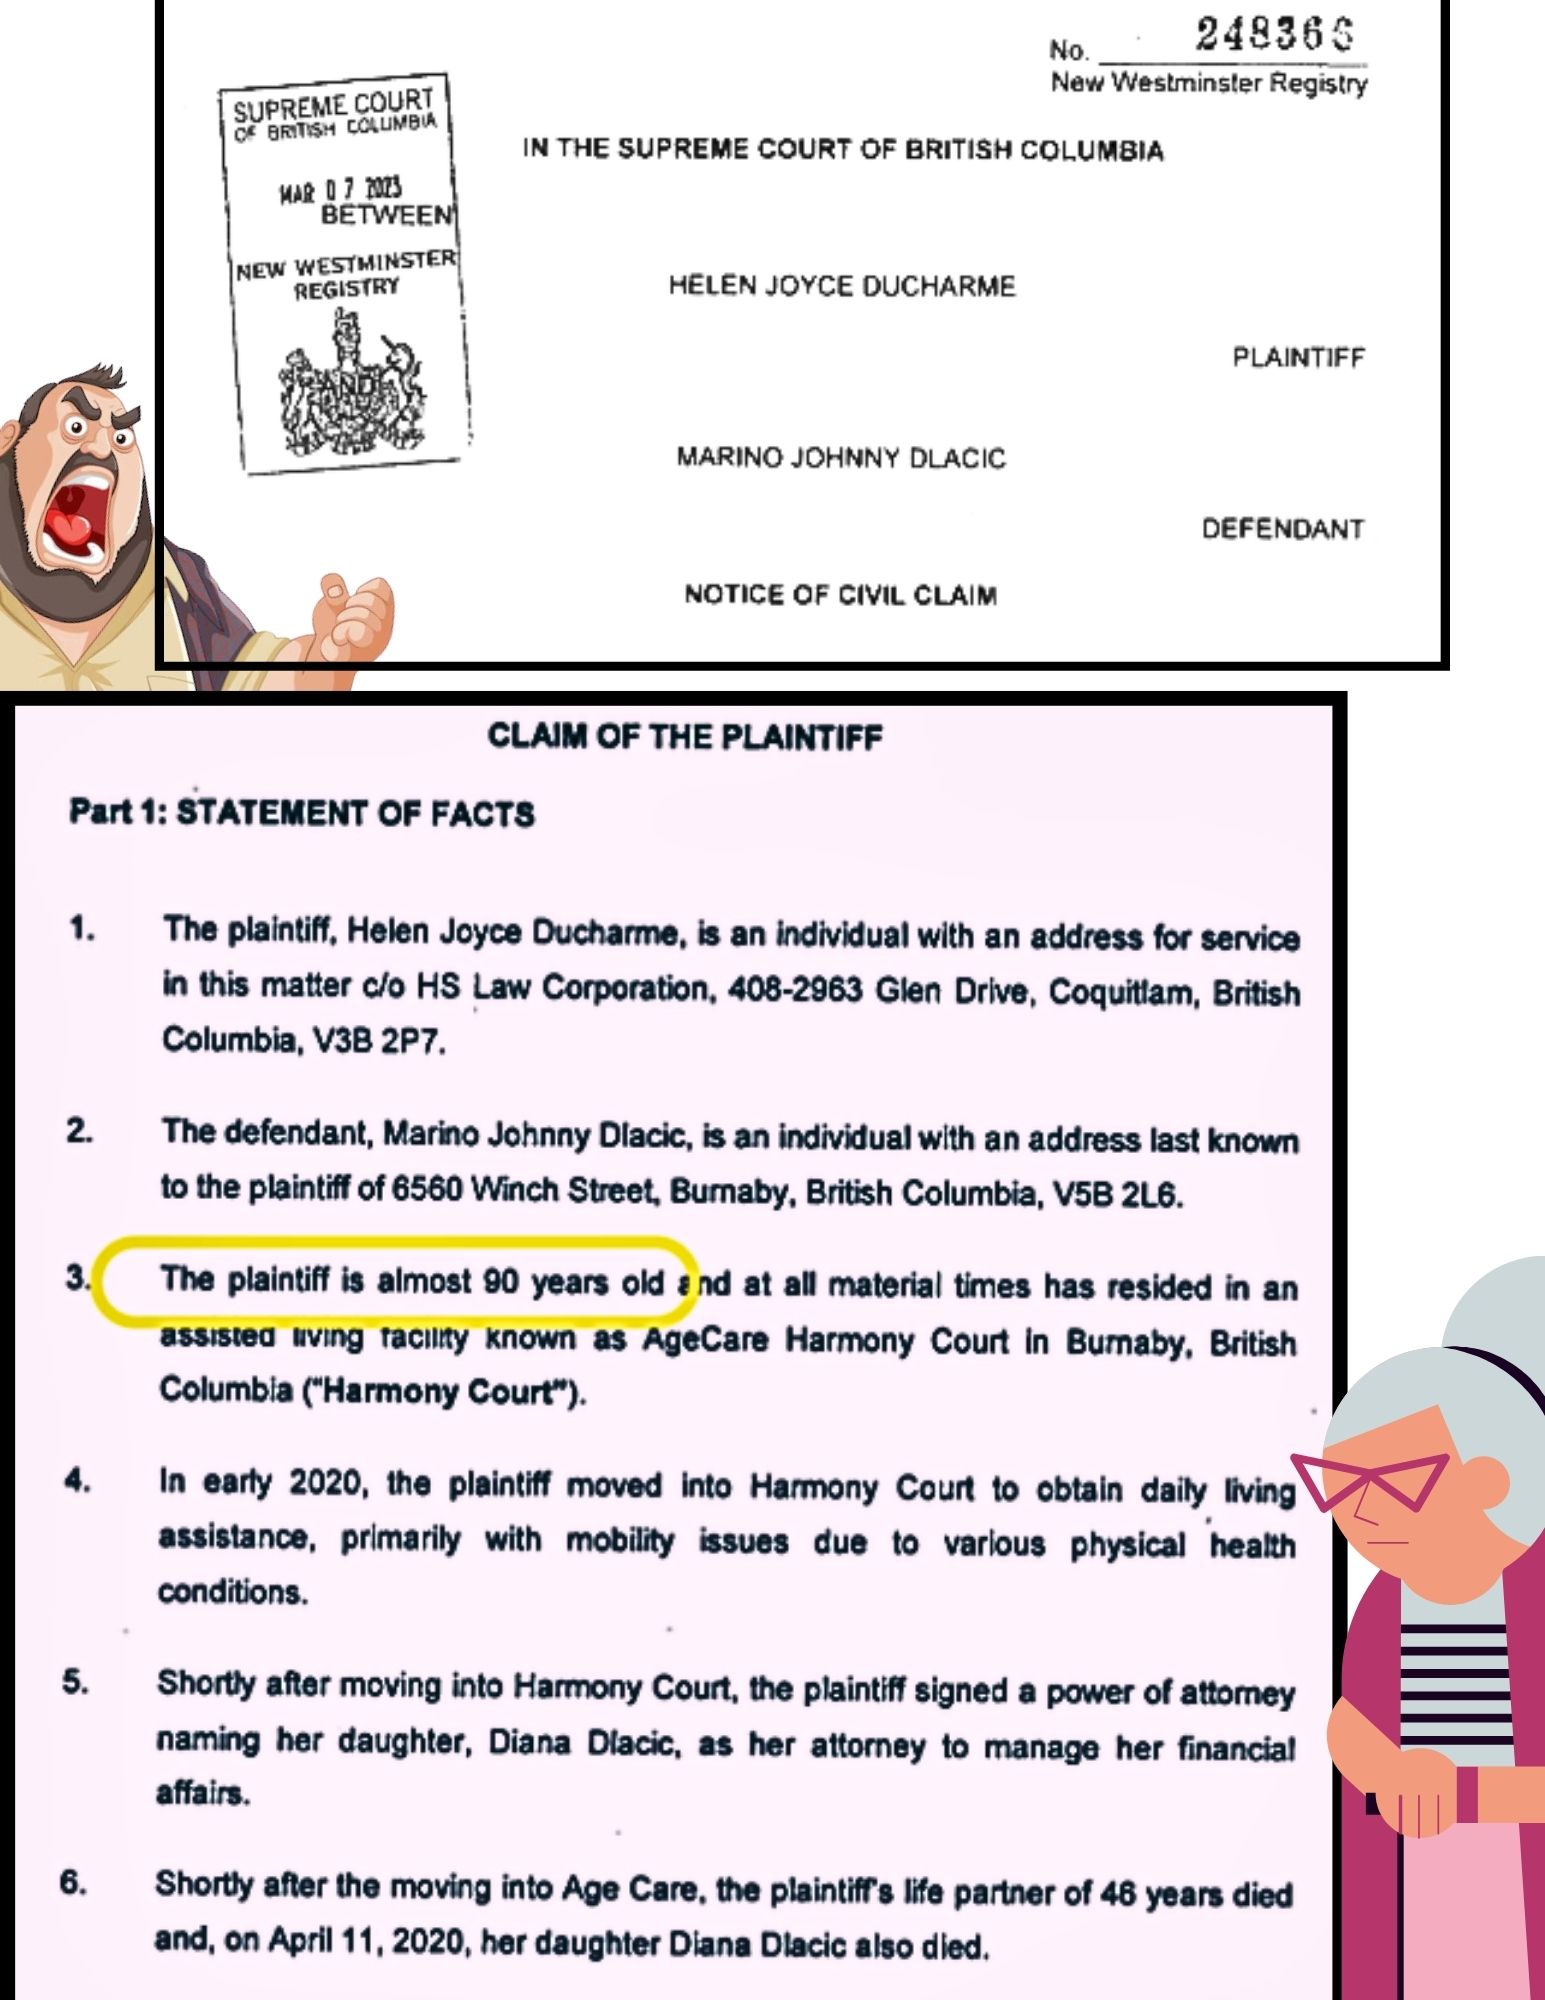 No. 248366
New Westminster Registry
SUPREME COURT
OF BRITISH COLUMBIA
MAR 07 2023
BETWEEN
NEW WESTMINSTER
REGISTRY
AND
IN THE SUPREME COURT OF BRITISH COLUMBIA
HELEN JOYCE DUCHARME
PLAINTIFF
MARINO JOHNNY DLACIC
DEFENDANT
NOTICE OF CIVIL CLAIM
CLAIM OF THE PLAINTIFF
Part 1: STATEMENT OF FACTS
1. The plaintiff, Helen Joyce Ducharme, is an individual with an address for service
in this matter c/o HS Law Corporation, 408-2963 Glen Drive, Coquitlam, British
Columbia, V3B 2P7.
2. The defendant, Marino Johnny Dlacic, is an individual with an address last known
to the plaintiff of 6560 Winch Street, Burnaby, British Columbia, V5B 2L6.
3. The plaintiff is almost 90 years old and at all material times has resided in an
assisted living facility known as AgeCare Harmony Court in Burnaby, British
Columbia ("Harmony Court").
4. In early 2020, the plaintiff moved into Harmony Court to obtain daily living
assistance, primarily with mobility issues due to various physical health
conditions.
5. Shortly after moving into Harmony Court, the plaintiff signed a power of attorney
naming her daughter, Diana Dlacic, as her attorney to manage her financial
affairs.
6. Shortly after the moving into Age Care, the plaintiff's life partner of 46 years died
and, on April 11, 2020, her daughter Diana Dlacic also died.